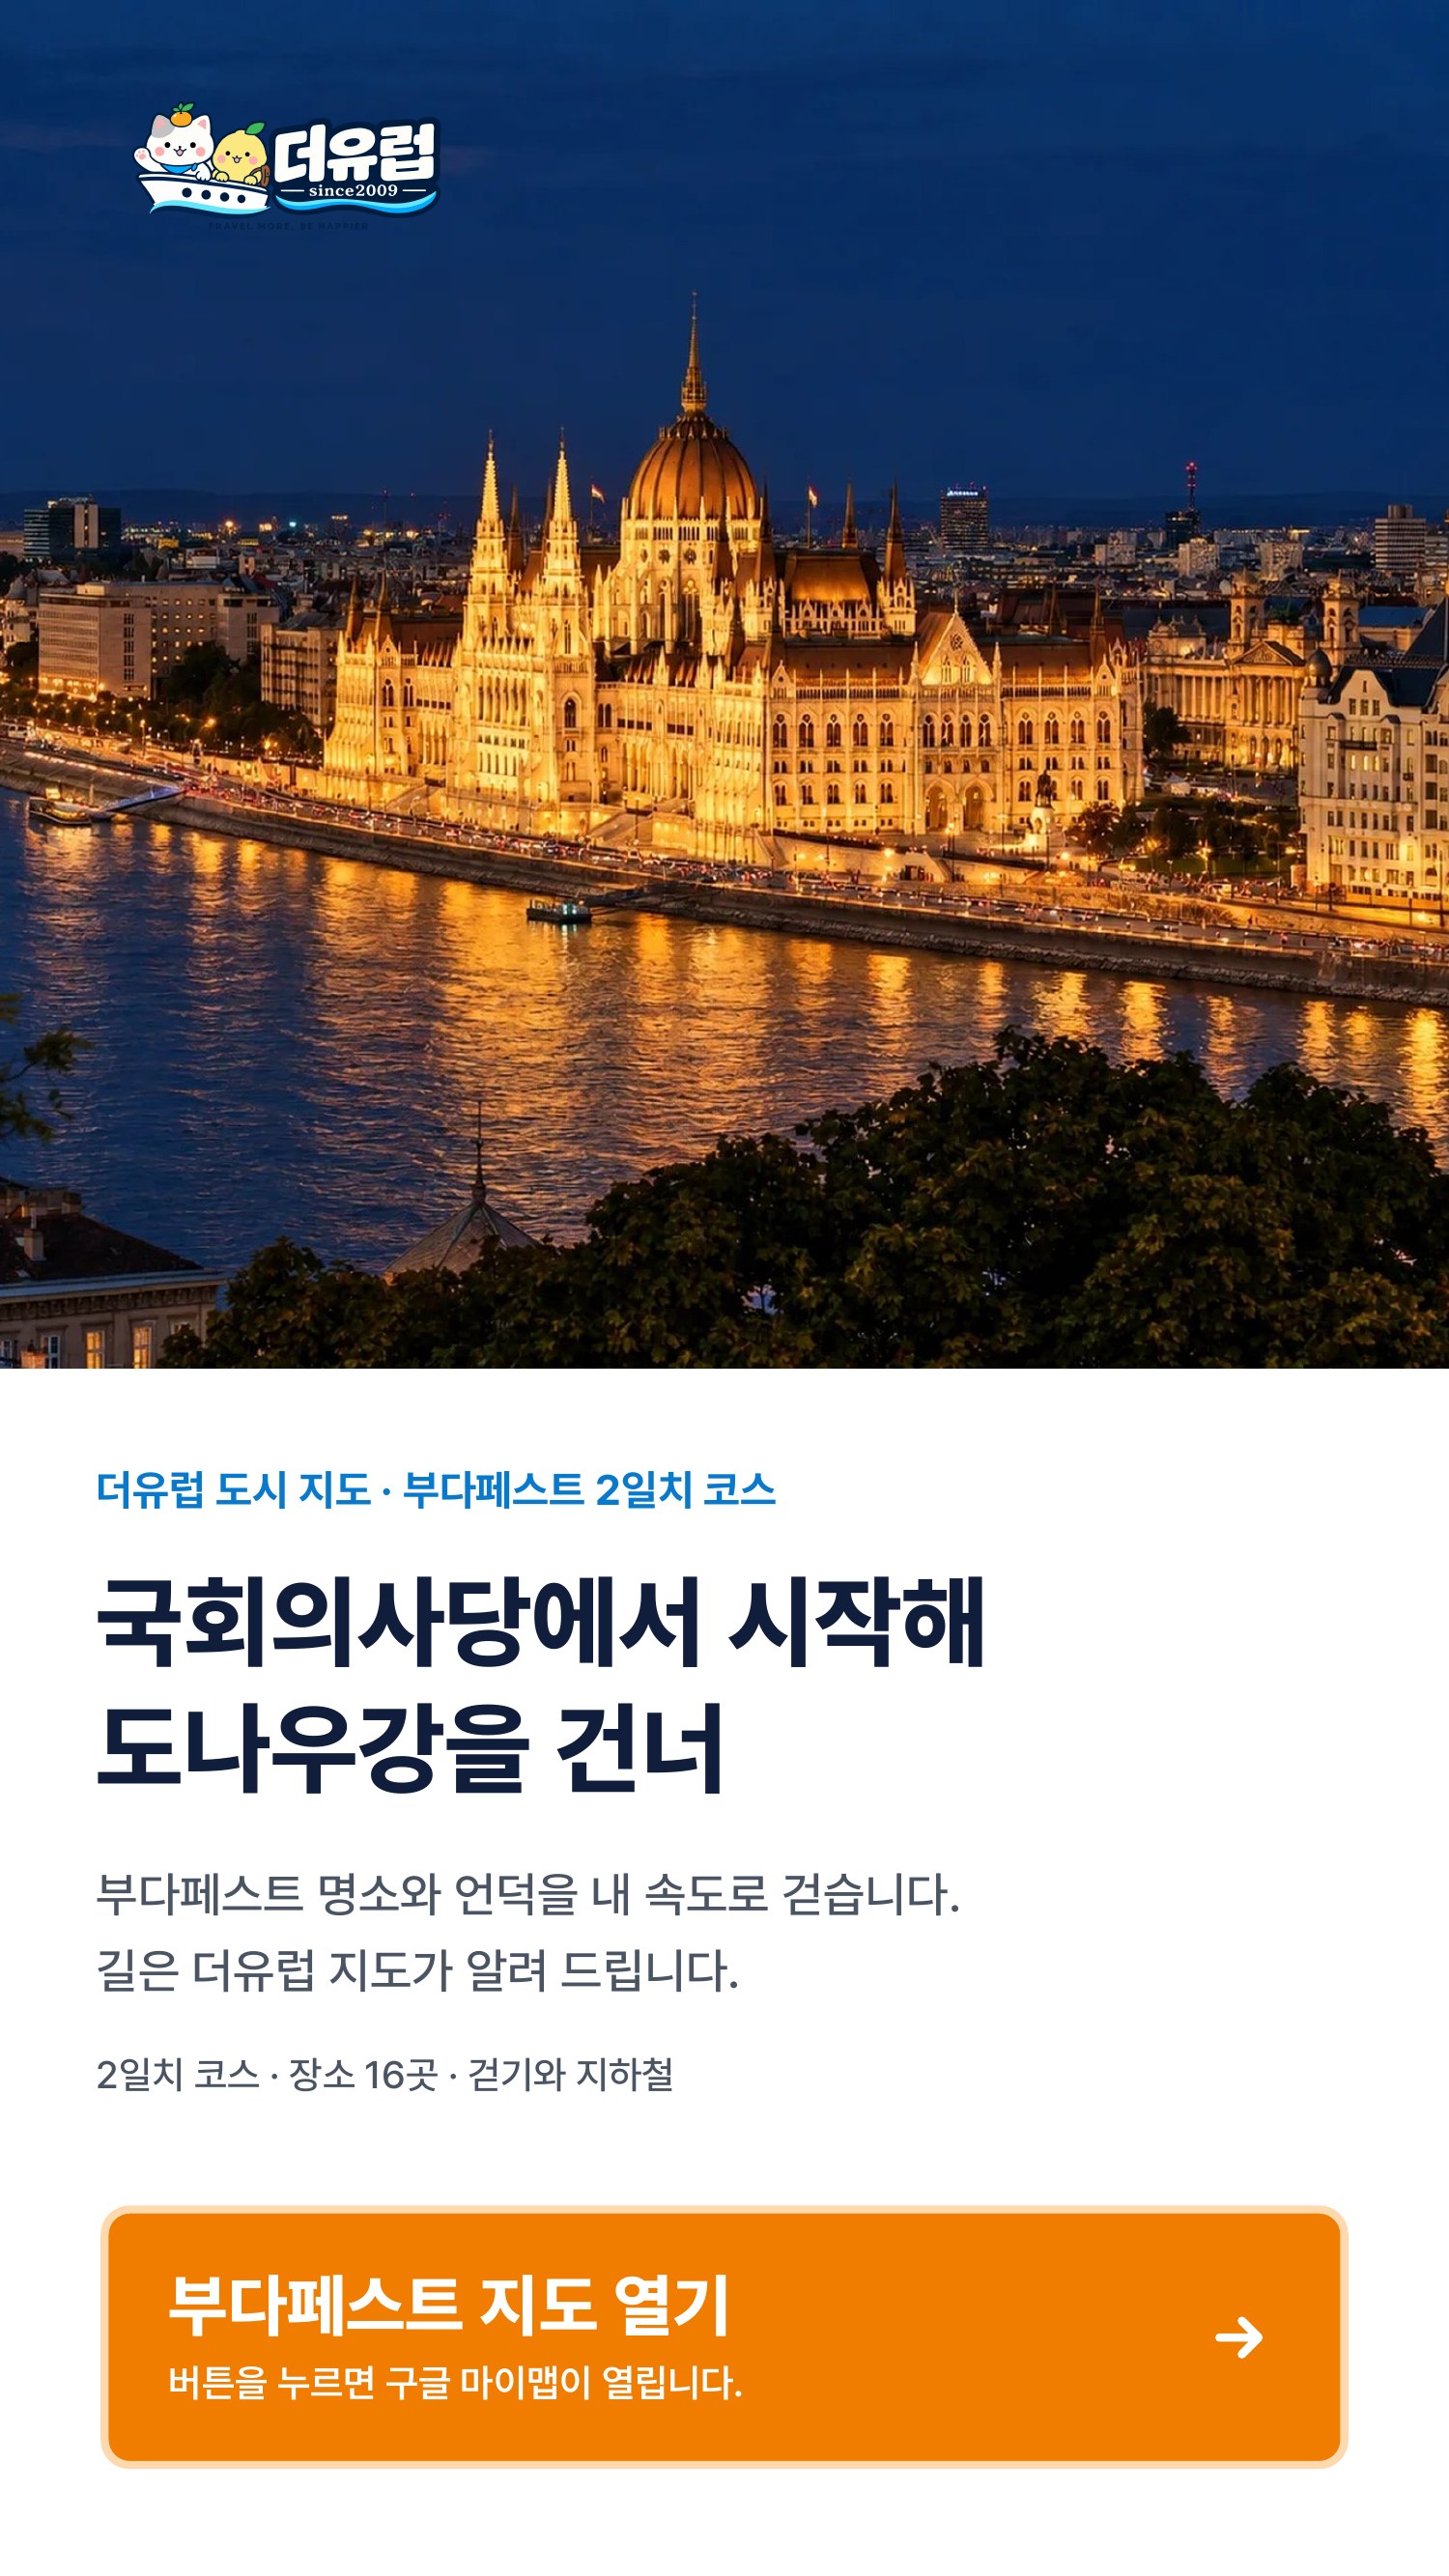 더유럽
since2009
TRAVEL MORE, BE HAPPIER
더유럽 도시 지도 · 부다페스트 2일치 코스
국회의사당에서 시작해
도나우강을 건너
부다페스트 명소와 언덕을 내 속도로 걷습니다.
길은 더유럽 지도가 알려 드립니다.
2일치 코스 · 장소 16곳 · 걷기와 지하철
부다페스트 지도 열기
버튼을 누르면 구글 마이맵이 열립니다.